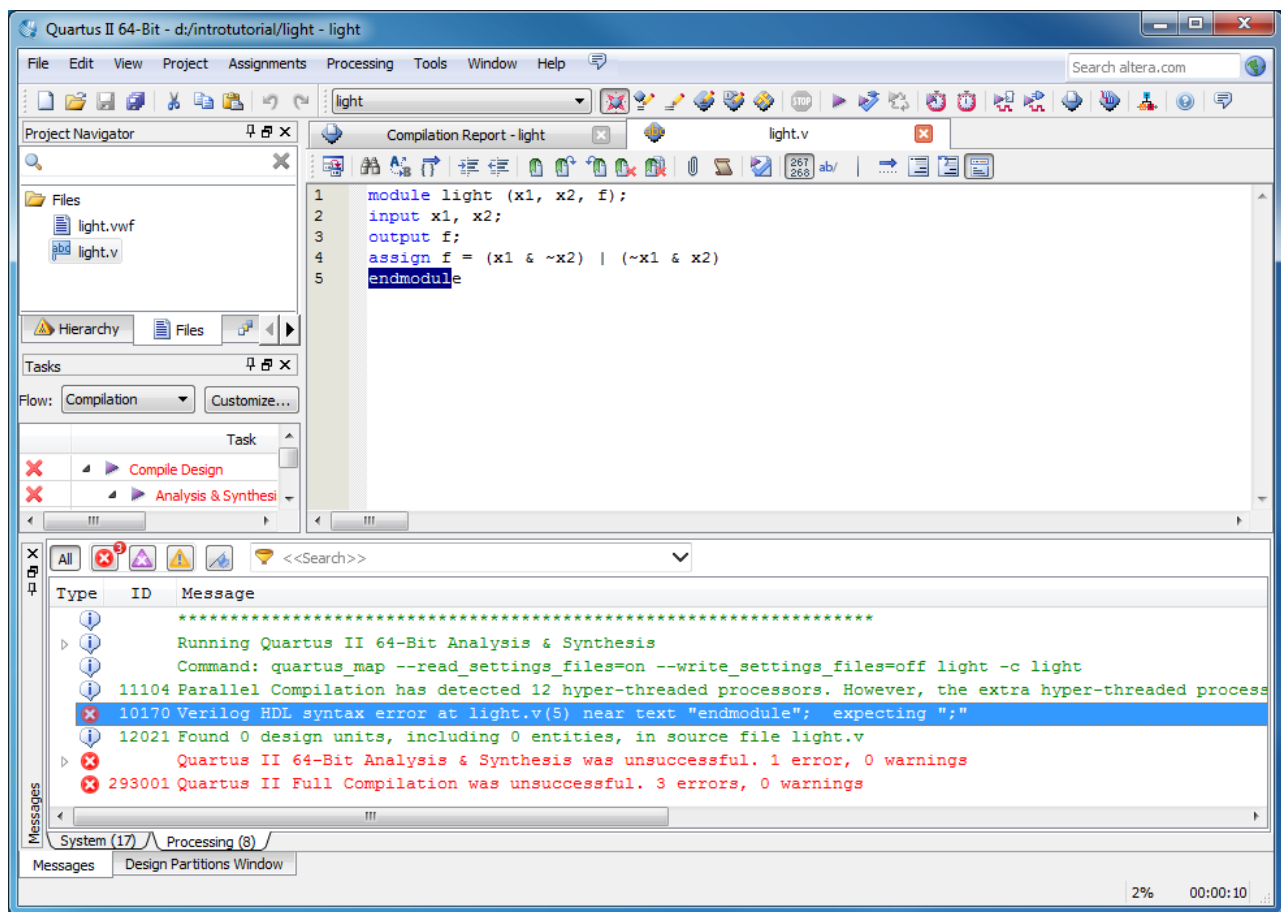 Quartus II 64-Bit - d:/introtutorial/light - light
File Edit View Project Assignments Processing Tools Window Help
Search altera.com
light
Project Navigator
Compilation Report - light
light.v
267
268
ab/
Files
light.vwf
abd light.v
Hierarchy
Files
1 module light (x1, x2, f);
2 input x1, x2;
3 output f;
4 assign f = (x1 & ~x2) | (~x1 & x2)
5 endmodule
Tasks
Flow: Compilation Customize...
Task
Compile Design
Analysis & Synthesi
All 3 <<Search>>
Type ID Message
********************************************************************
Running Quartus II 64-Bit Analysis & Synthesis
Command: quartus_map --read_settings_files=on --write_settings_files=off light -c light
11104 Parallel Compilation has detected 12 hyper-threaded processors. However, the extra hyper-threaded process
10170 Verilog HDL syntax error at light.v(5) near text "endmodule";  expecting ";"
12021 Found 0 design units, including 0 entities, in source file light.v
Quartus II 64-Bit Analysis & Synthesis was unsuccessful. 1 error, 0 warnings
293001 Quartus II Full Compilation was unsuccessful. 3 errors, 0 warnings
Messages
System (17) Processing (8)
Messages Design Partitions Window
2% 00:00:10